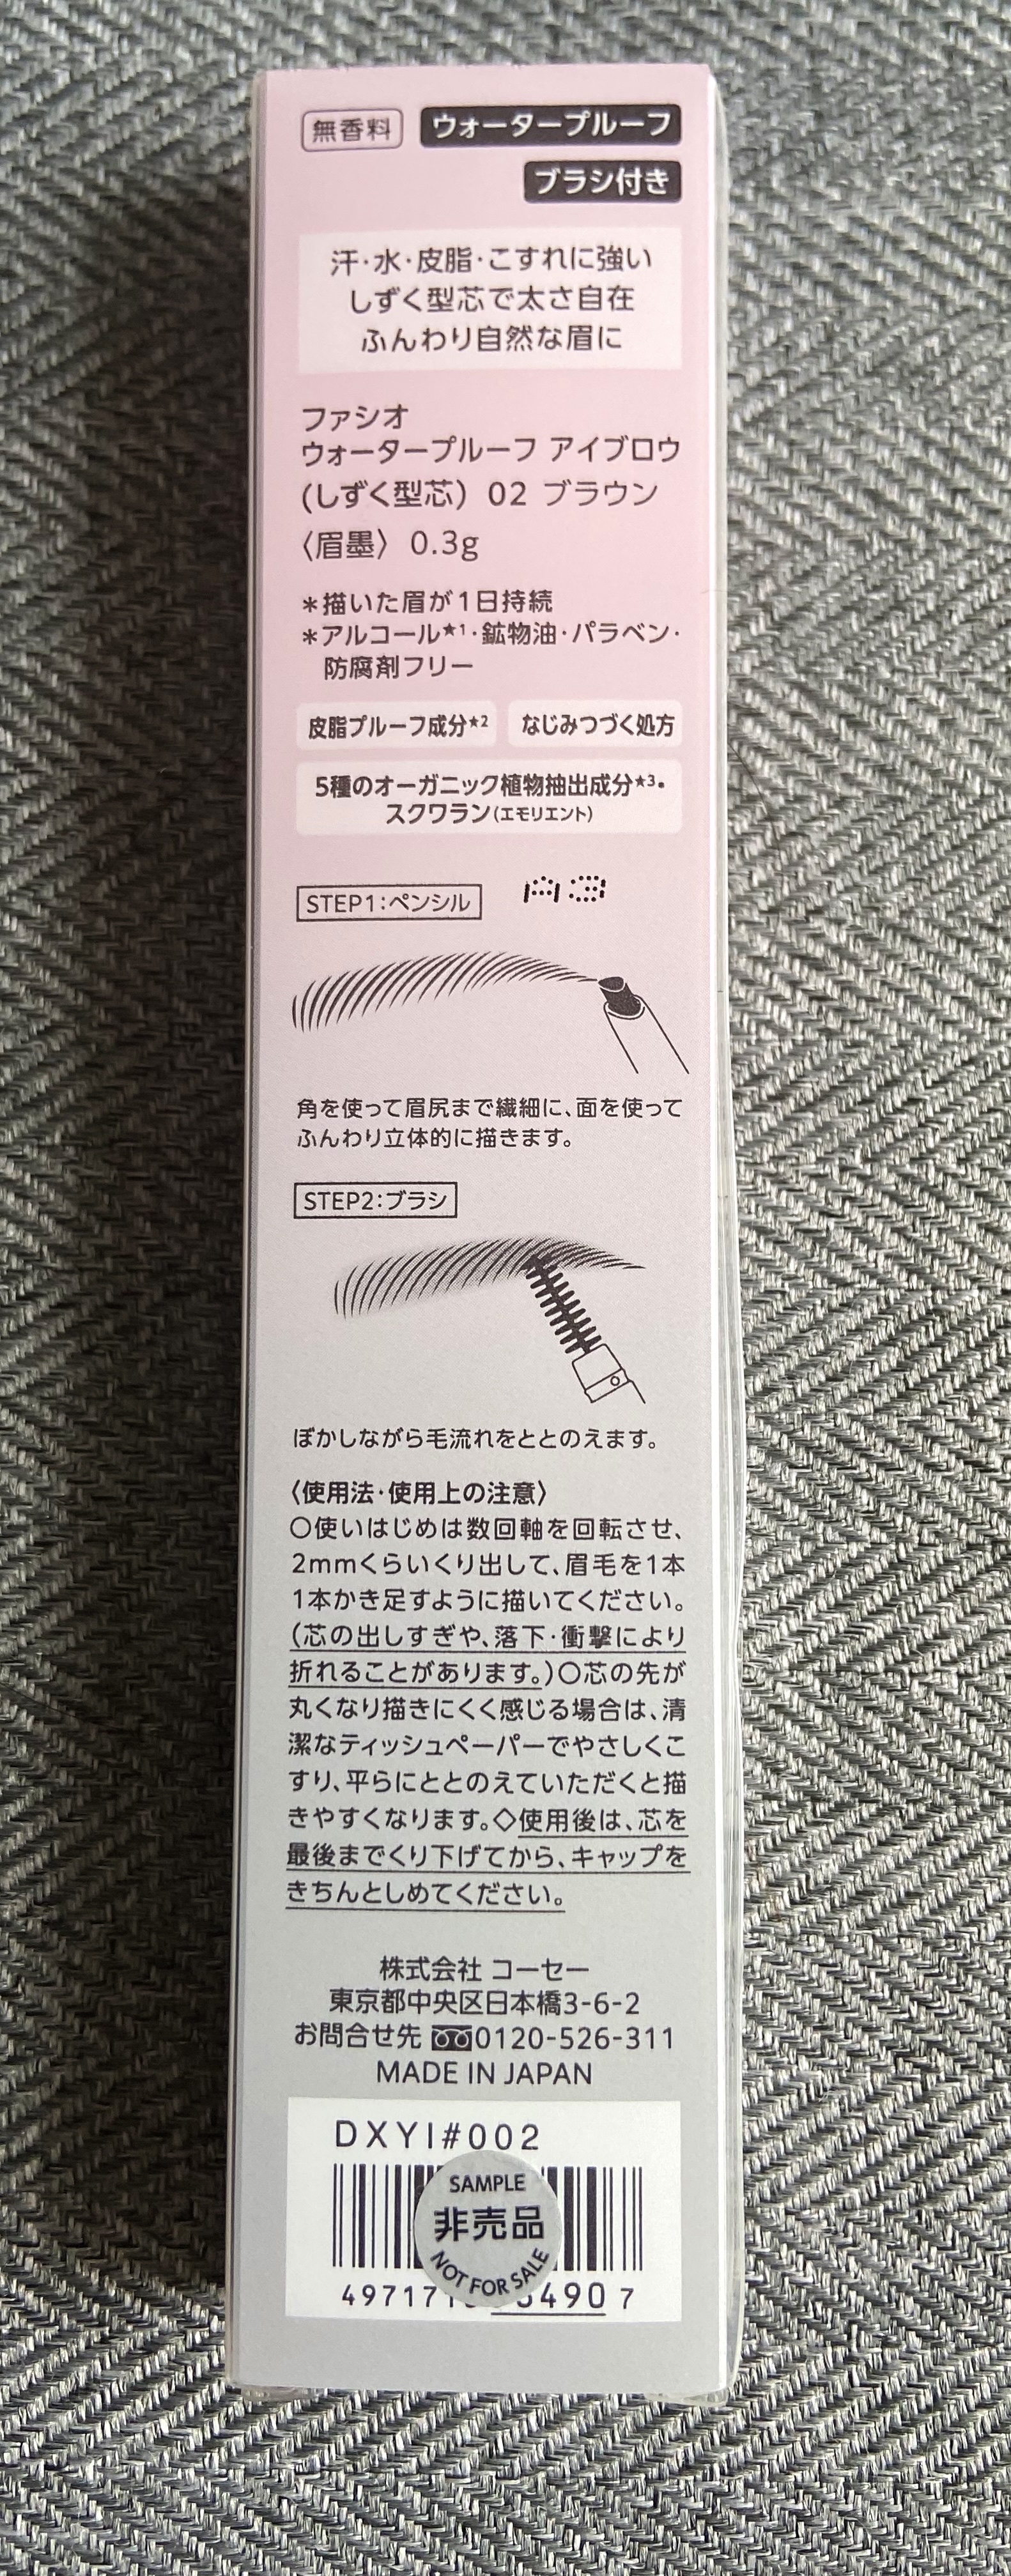 無香料 ウォータープルーフ
ブラシ付き
汗・水・皮脂・こすれに強い
しずく型芯で太さ自在
ふんわり自然な眉に
ファシオ
ウォータープルーフ アイブロウ
(しずく型芯) 02 ブラウン
〈眉墨〉 0.3g
*描いた眉が1日持続
*アルコール★1・鉱物油・パラベン・
防腐剤フリー
皮脂プルーフ成分★2 なじみつづく処方
5種のオーガニック植物抽出成分★3・
スクワラン(エモリエント)
STEP1:ペンシル A3
角を使って眉尻まで繊細に、面を使って
ふんわり立体的に描きます。
STEP2:ブラシ
ぼかしながら毛流れをととのえます。
〈使用法・使用上の注意〉
○使いはじめは数回軸を回転させ、
2mmくらいくり出して、眉毛を1本
1本かき足すように描いてください。
(芯の出しすぎや、落下・衝撃により
折れることがあります。)○芯の先が
丸くなり描きにくく感じる場合は、清
潔なティッシュペーパーでやさしくこ
すり、平らにととのえていただくと描
きやすくなります。◇使用後は、芯を
最後までくり下げてから、キャップを
きちんとしめてください。
株式会社 コーセー
東京都中央区日本橋3-6-2
お問合せ先 0120-526-311
MADE IN JAPAN
DXYI#002
SAMPLE
非売品
NOT FOR SALE
49717 490 7